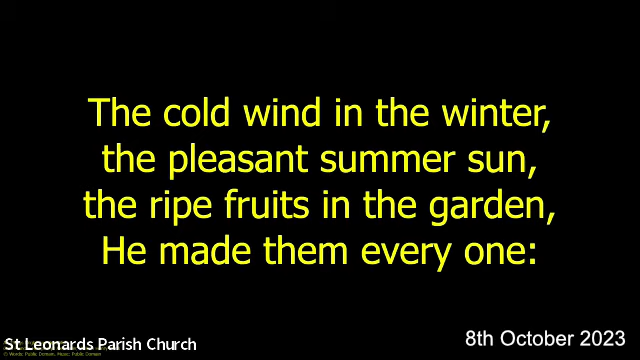 The cold wind in the winter,
the pleasant summer sun,
the ripe fruits in the garden,
He made them every one:
St Leonards Parish Church
8th October 2023
© Words: Public Domain, Music: Public Domain